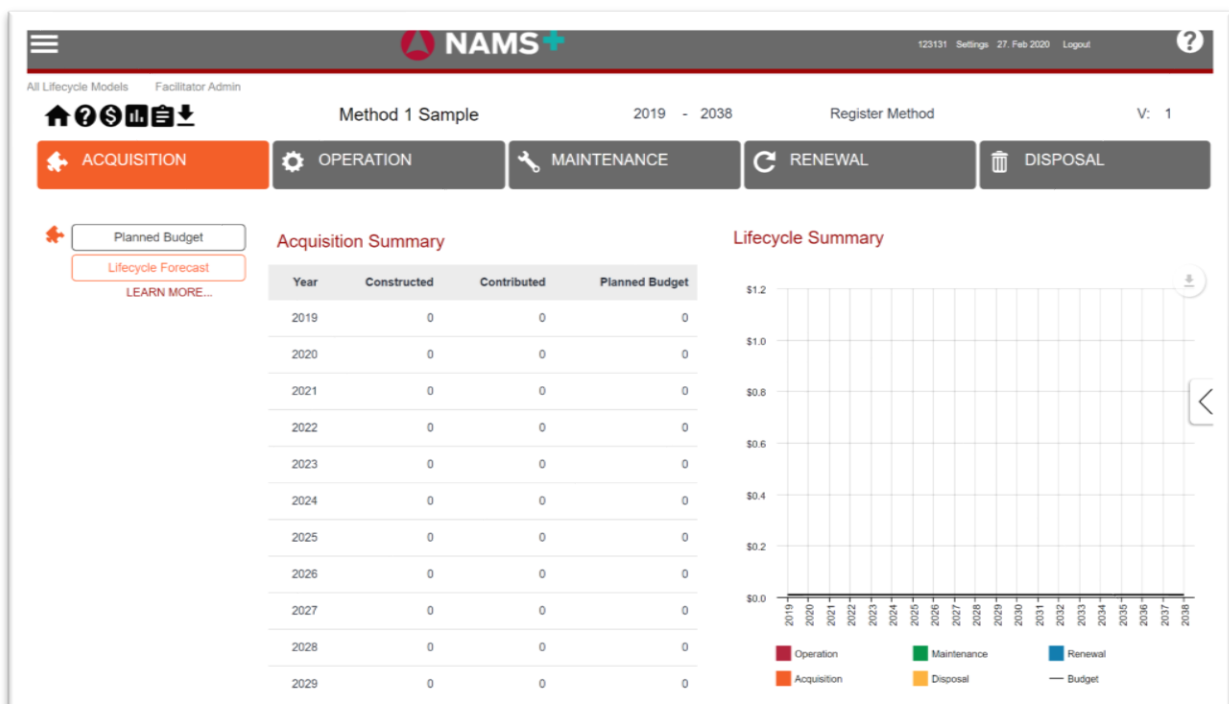 NAMS+
123131 Settings 27. Feb 2020 Logout
All Lifecycle Models Facilitator Admin
Method 1 Sample 2019 - 2038 Register Method V: 1
ACQUISITION OPERATION MAINTENANCE RENEWAL DISPOSAL
Planned Budget
Lifecycle Forecast
LEARN MORE...
Acquisition Summary
Year Constructed Contributed Planned Budget
2019 0 0 0
2020 0 0 0
2021 0 0 0
2022 0 0 0
2023 0 0 0
2024 0 0 0
2025 0 0 0
2026 0 0 0
2027 0 0 0
2028 0 0 0
2029 0 0 0
Lifecycle Summary
$1.2
$1.0
$0.8
$0.6
$0.4
$0.2
$0.0
2019 2020 2021 2022 2023 2024 2025 2026 2027 2028 2029 2030 2031 2032 2033 2034 2035 2036 2037 2038
Operation Maintenance Renewal
Acquisition Disposal Budget